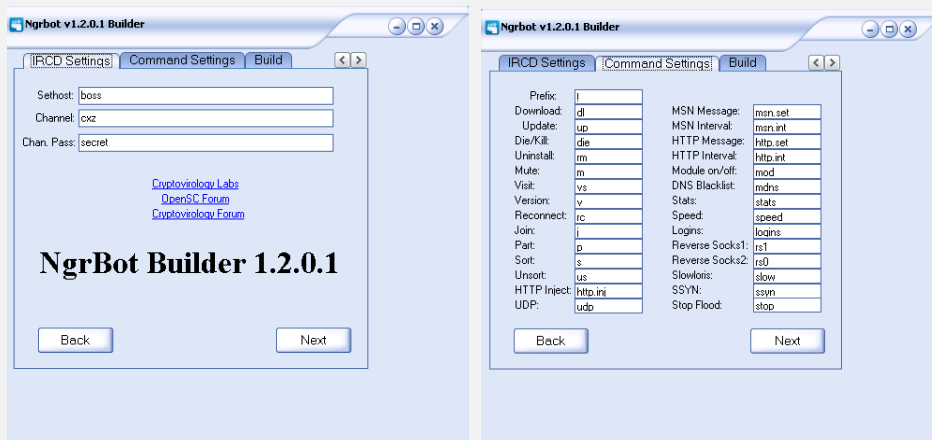 Ngrbot v1.2.0.1 Builder
IRCD Settings Command Settings Build
Sethost: boss
Channel: cxz
Chan. Pass: secret
Cryptovirology Labs
OpenSC Forum
Cryptovirology Forum
NgrBot Builder 1.2.0.1
Back Next
Ngrbot v1.2.0.1 Builder
IRCD Settings Command Settings Build
Prefix: !
Download: dl MSN Message: msn.set
Update: up MSN Interval: msn.int
Die/Kill: die HTTP Message: http.set
Uninstall: rm HTTP Interval: http.int
Mute: m Module on/off: mod
Visit: vs DNS Blacklist: mdns
Version: v Stats: stats
Reconnect: rc Speed: speed
Join: j Logins: logins
Part: p Reverse Socks1: rs1
Sort: s Reverse Socks2: rs0
Unsort: us Slowloris: slow
HTTP Inject: http.inj SSYN: ssyn
UDP: udp Stop Flood: stop
Back Next